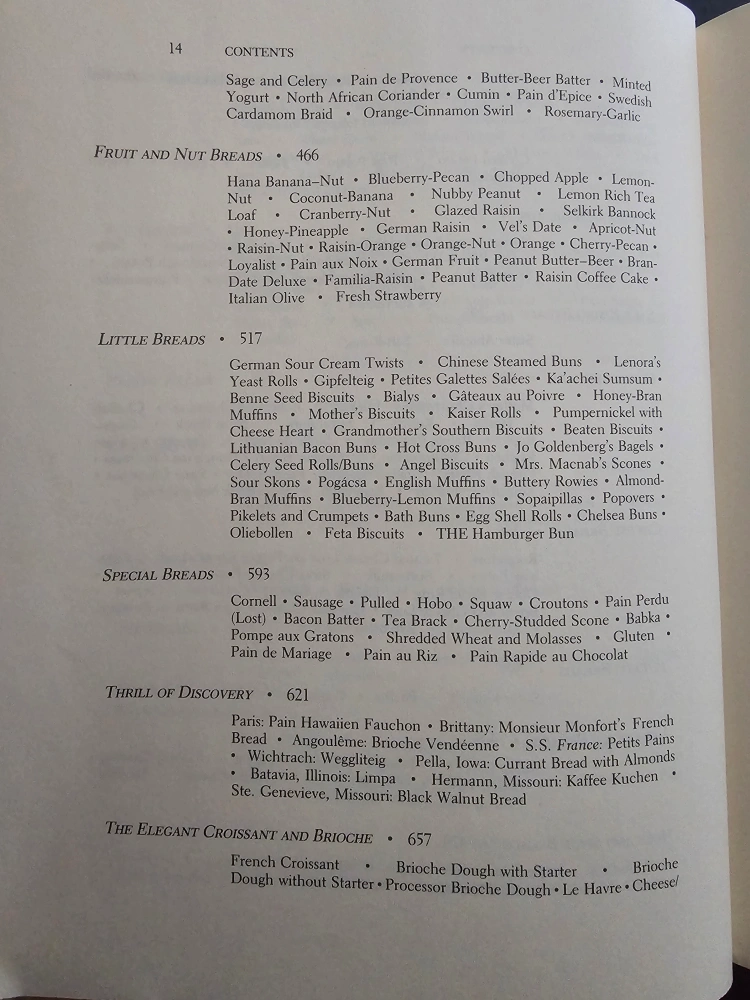 14 CONTENTS
Sage and Celery • Pain de Provence • Butter-Beer Batter • Minted
Yogurt • North African Coriander • Cumin • Pain d'Epice • Swedish
Cardamom Braid • Orange-Cinnamon Swirl • Rosemary-Garlic
FRUIT AND NUT BREADS • 466
Hana Banana–Nut • Blueberry-Pecan • Chopped Apple • Lemon-
Nut • Coconut-Banana • Nubby Peanut • Lemon Rich Tea
Loaf • Cranberry-Nut • Glazed Raisin • Selkirk Bannock
• Honey-Pineapple • German Raisin • Vel's Date • Apricot-Nut
• Raisin-Nut • Raisin-Orange • Orange-Nut • Orange • Cherry-Pecan •
Loyalist • Pain aux Noix • German Fruit • Peanut Butter–Beer • Bran-
Date Deluxe • Familia-Raisin • Peanut Batter • Raisin Coffee Cake •
Italian Olive • Fresh Strawberry
LITTLE BREADS • 517
German Sour Cream Twists • Chinese Steamed Buns • Lenora's
Yeast Rolls • Gipfelteig • Petites Galettes Salées • Ka'achei Sumsum •
Benne Seed Biscuits • Bialys • Gâteaux au Poivre • Honey-Bran
Muffins • Mother's Biscuits • Kaiser Rolls • Pumpernickel with
Cheese Heart • Grandmother's Southern Biscuits • Beaten Biscuits •
Lithuanian Bacon Buns • Hot Cross Buns • Jo Goldenberg's Bagels •
Celery Seed Rolls/Buns • Angel Biscuits • Mrs. Macnab's Scones •
Sour Skons • Pogácsa • English Muffins • Buttery Rowies • Almond-
Bran Muffins • Blueberry-Lemon Muffins • Sopaipillas • Popovers •
Pikelets and Crumpets • Bath Buns • Egg Shell Rolls • Chelsea Buns •
Oliebollen • Feta Biscuits • THE Hamburger Bun
SPECIAL BREADS • 593
Cornell • Sausage • Pulled • Hobo • Squaw • Croutons • Pain Perdu
(Lost) • Bacon Batter • Tea Brack • Cherry-Studded Scone • Babka •
Pompe aux Gratons • Shredded Wheat and Molasses • Gluten •
Pain de Mariage • Pain au Riz • Pain Rapide au Chocolat
THRILL OF DISCOVERY • 621
Paris: Pain Hawaiien Fauchon • Brittany: Monsieur Monfort's French
Bread • Angoulême: Brioche Vendéenne • S.S. France: Petits Pains
• Wichtrach: Weggliteig • Pella, Iowa: Currant Bread with Almonds
• Batavia, Illinois: Limpa • Hermann, Missouri: Kaffee Kuchen •
Ste. Genevieve, Missouri: Black Walnut Bread
THE ELEGANT CROISSANT AND BRIOCHE • 657
French Croissant • Brioche Dough with Starter • Brioche
Dough without Starter • Processor Brioche Dough • Le Havre • Cheese/